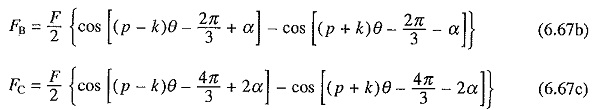 F_B = F/2 {cos [(p − k)θ − 2π/3 + α] − cos [(p + k)θ − 2π/3 − α]} (6.67b)
F_C = F/2 {cos [(p − k)θ − 4π/3 + 2α] − cos [(p + k)θ − 4π/3 − 2α]} (6.67c)